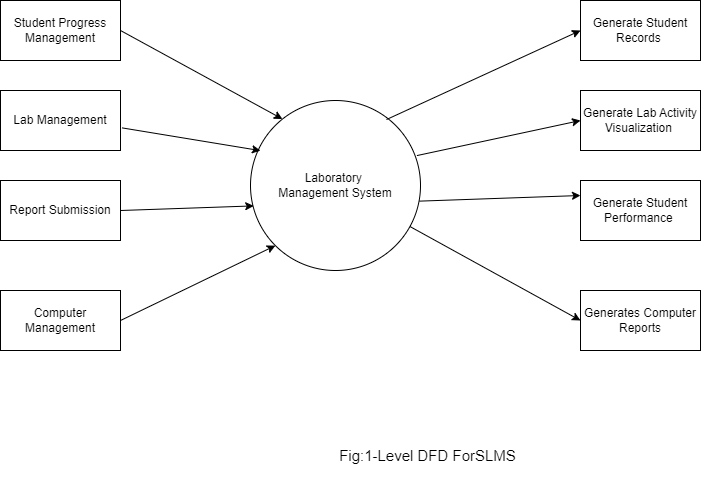 Student Progress
Management
Lab Management
Report Submission
Computer
Management
Laboratory
Management System
Generate Student
Records
Generate Lab Activity
Visualization
Generate Student
Performance
Generates Computer
Reports
Fig:1-Level DFD ForSLMS